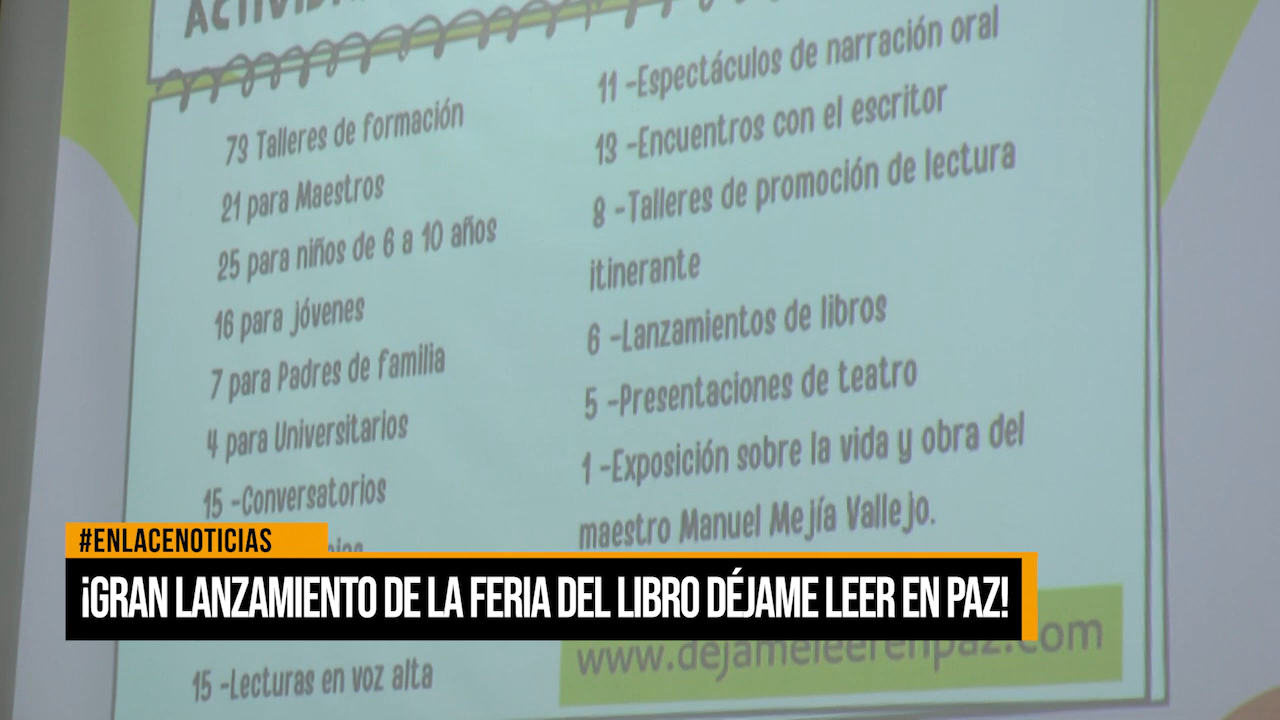 73 Talleres de formación
21 para Maestros
25 para niños de 6 a 10 años
16 para jóvenes
7 para Padres de familia
4 para Universitarios
15 -Conversatorios
15 -Lecturas en voz alta
11 -Espectáculos de narración oral
13 -Encuentros con el escritor
8 -Talleres de promoción de lectura
itinerante
6 -Lanzamientos de libros
5 -Presentaciones de teatro
1 -Exposición sobre la vida y obra del
maestro Manuel Mejía Vallejo.
www.dejameleerenpaz.com
#ENLACENOTICIAS
¡GRAN LANZAMIENTO DE LA FERIA DEL LIBRO DÉJAME LEER EN PAZ!